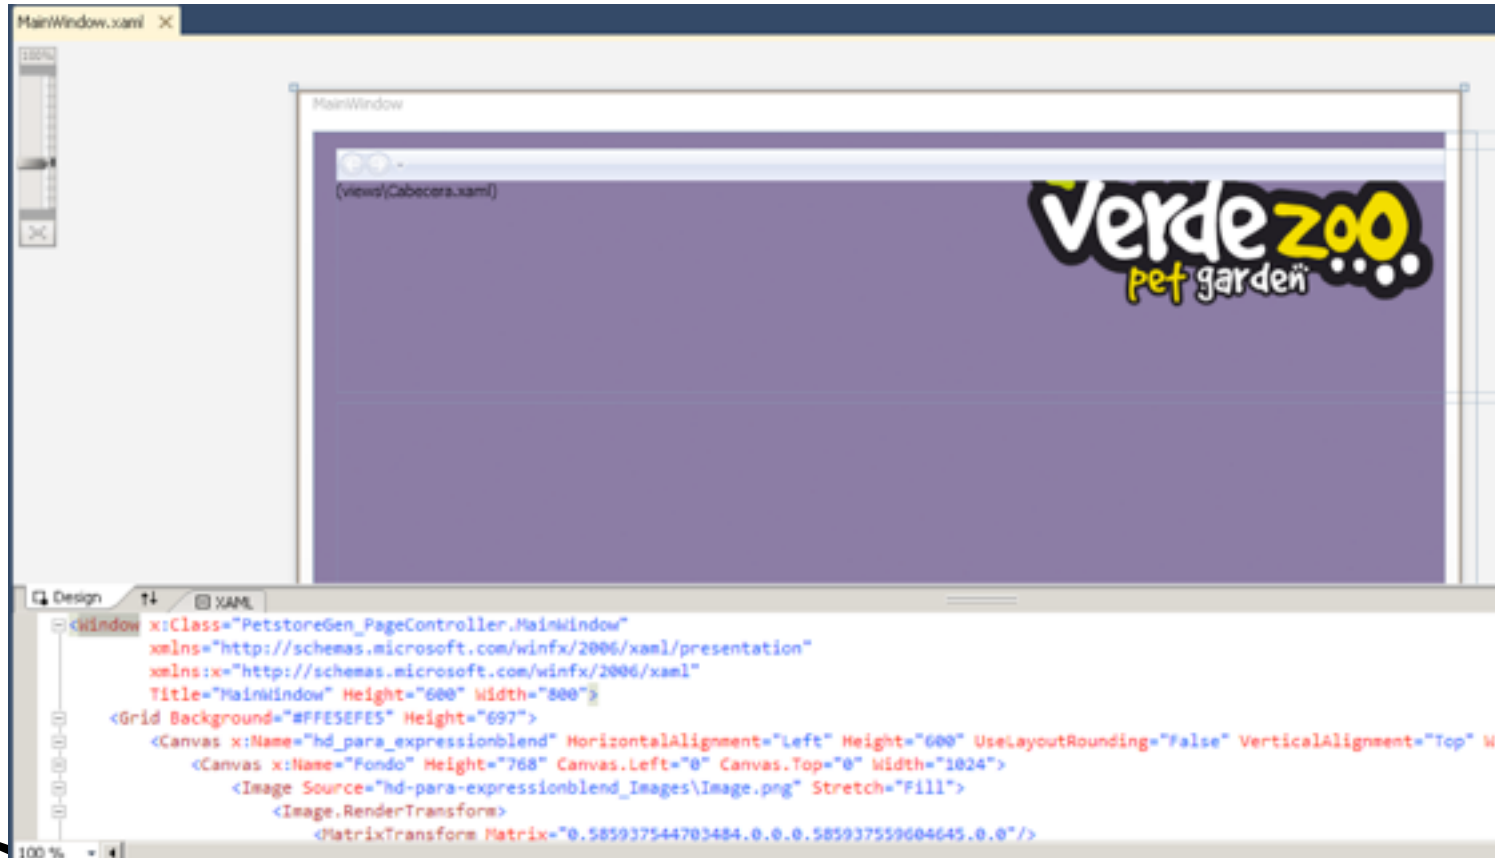 MainWindow.xaml
100%
MainWindow
(views\Cabecera.xaml)
verdezoo
pet garden
Design
XAML
<Window x:Class="PetstoreGen_PageController.MainWindow"
xmlns="http://schemas.microsoft.com/winfx/2006/xaml/presentation"
xmlns:x="http://schemas.microsoft.com/winfx/2006/xaml"
Title="MainWindow" Height="600" Width="800">
<Grid Background="#FFE5EFE5" Height="697">
<Canvas x:Name="hd_para_expressionblend" HorizontalAlignment="Left" Height="600" UseLayoutRounding="False" VerticalAlignment="Top" W
<Canvas x:Name="Fondo" Height="768" Canvas.Left="0" Canvas.Top="0" Width="1024">
<Image Source="hd-para-expressionblend_Images\Image.png" Stretch="Fill">
<Image.RenderTransform>
<MatrixTransform Matrix="0.585937544703484,0,0,0.585937559604645,0,0"/>
100 %